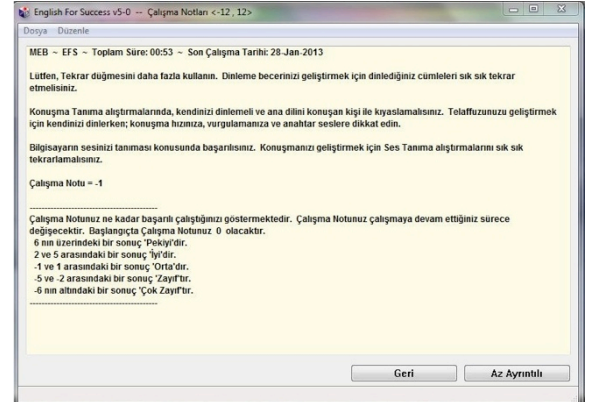 English For Success v5-0 -- Çalışma Notları <-12 , 12>
Dosya Düzenle
MEB ~ EFS ~ Toplam Süre: 00:53 ~ Son Çalışma Tarihi: 28-Jan-2013
Lütfen, Tekrar düğmesini daha fazla kullanın. Dinleme becerinizi geliştirmek için dinlediğiniz cümleleri sık sık tekrar
etmelisiniz.
Konuşma Tanıma alıştırmalarında, kendinizi dinlemeli ve ana dilini konuşan kişi ile kıyaslamalısınız. Telaffuzunuzu geliştirmek
için kendinizi dinlerken; konuşma hızınıza, vurgulamanıza ve anahtar seslere dikkat edin.
Bilgisayarın sesinizi tanıması konusunda başarılısınız. Konuşmanızı geliştirmek için Ses Tanıma alıştırmalarını sık sık
tekrarlamalısınız.
Çalışma Notu = -1
--------------------------------------------
Çalışma Notunuz ne kadar başarılı çalıştığınızı göstermektedir. Çalışma Notunuz çalışmaya devam ettiğiniz sürece
değişecektir. Başlangıçta Çalışma Notunuz 0 olacaktır.
6 nın üzerindeki bir sonuç 'Pekiyi'dir.
2 ve 5 arasındaki bir sonuç 'İyi'dir.
-1 ve 1 arasındaki bir sonuç 'Orta'dır.
-5 ve -2 arasındaki bir sonuç 'Zayıf'tır.
-6 nın altındaki bir sonuç 'Çok Zayıf'tır.
--------------------------------------------
Geri Az Ayrıntılı